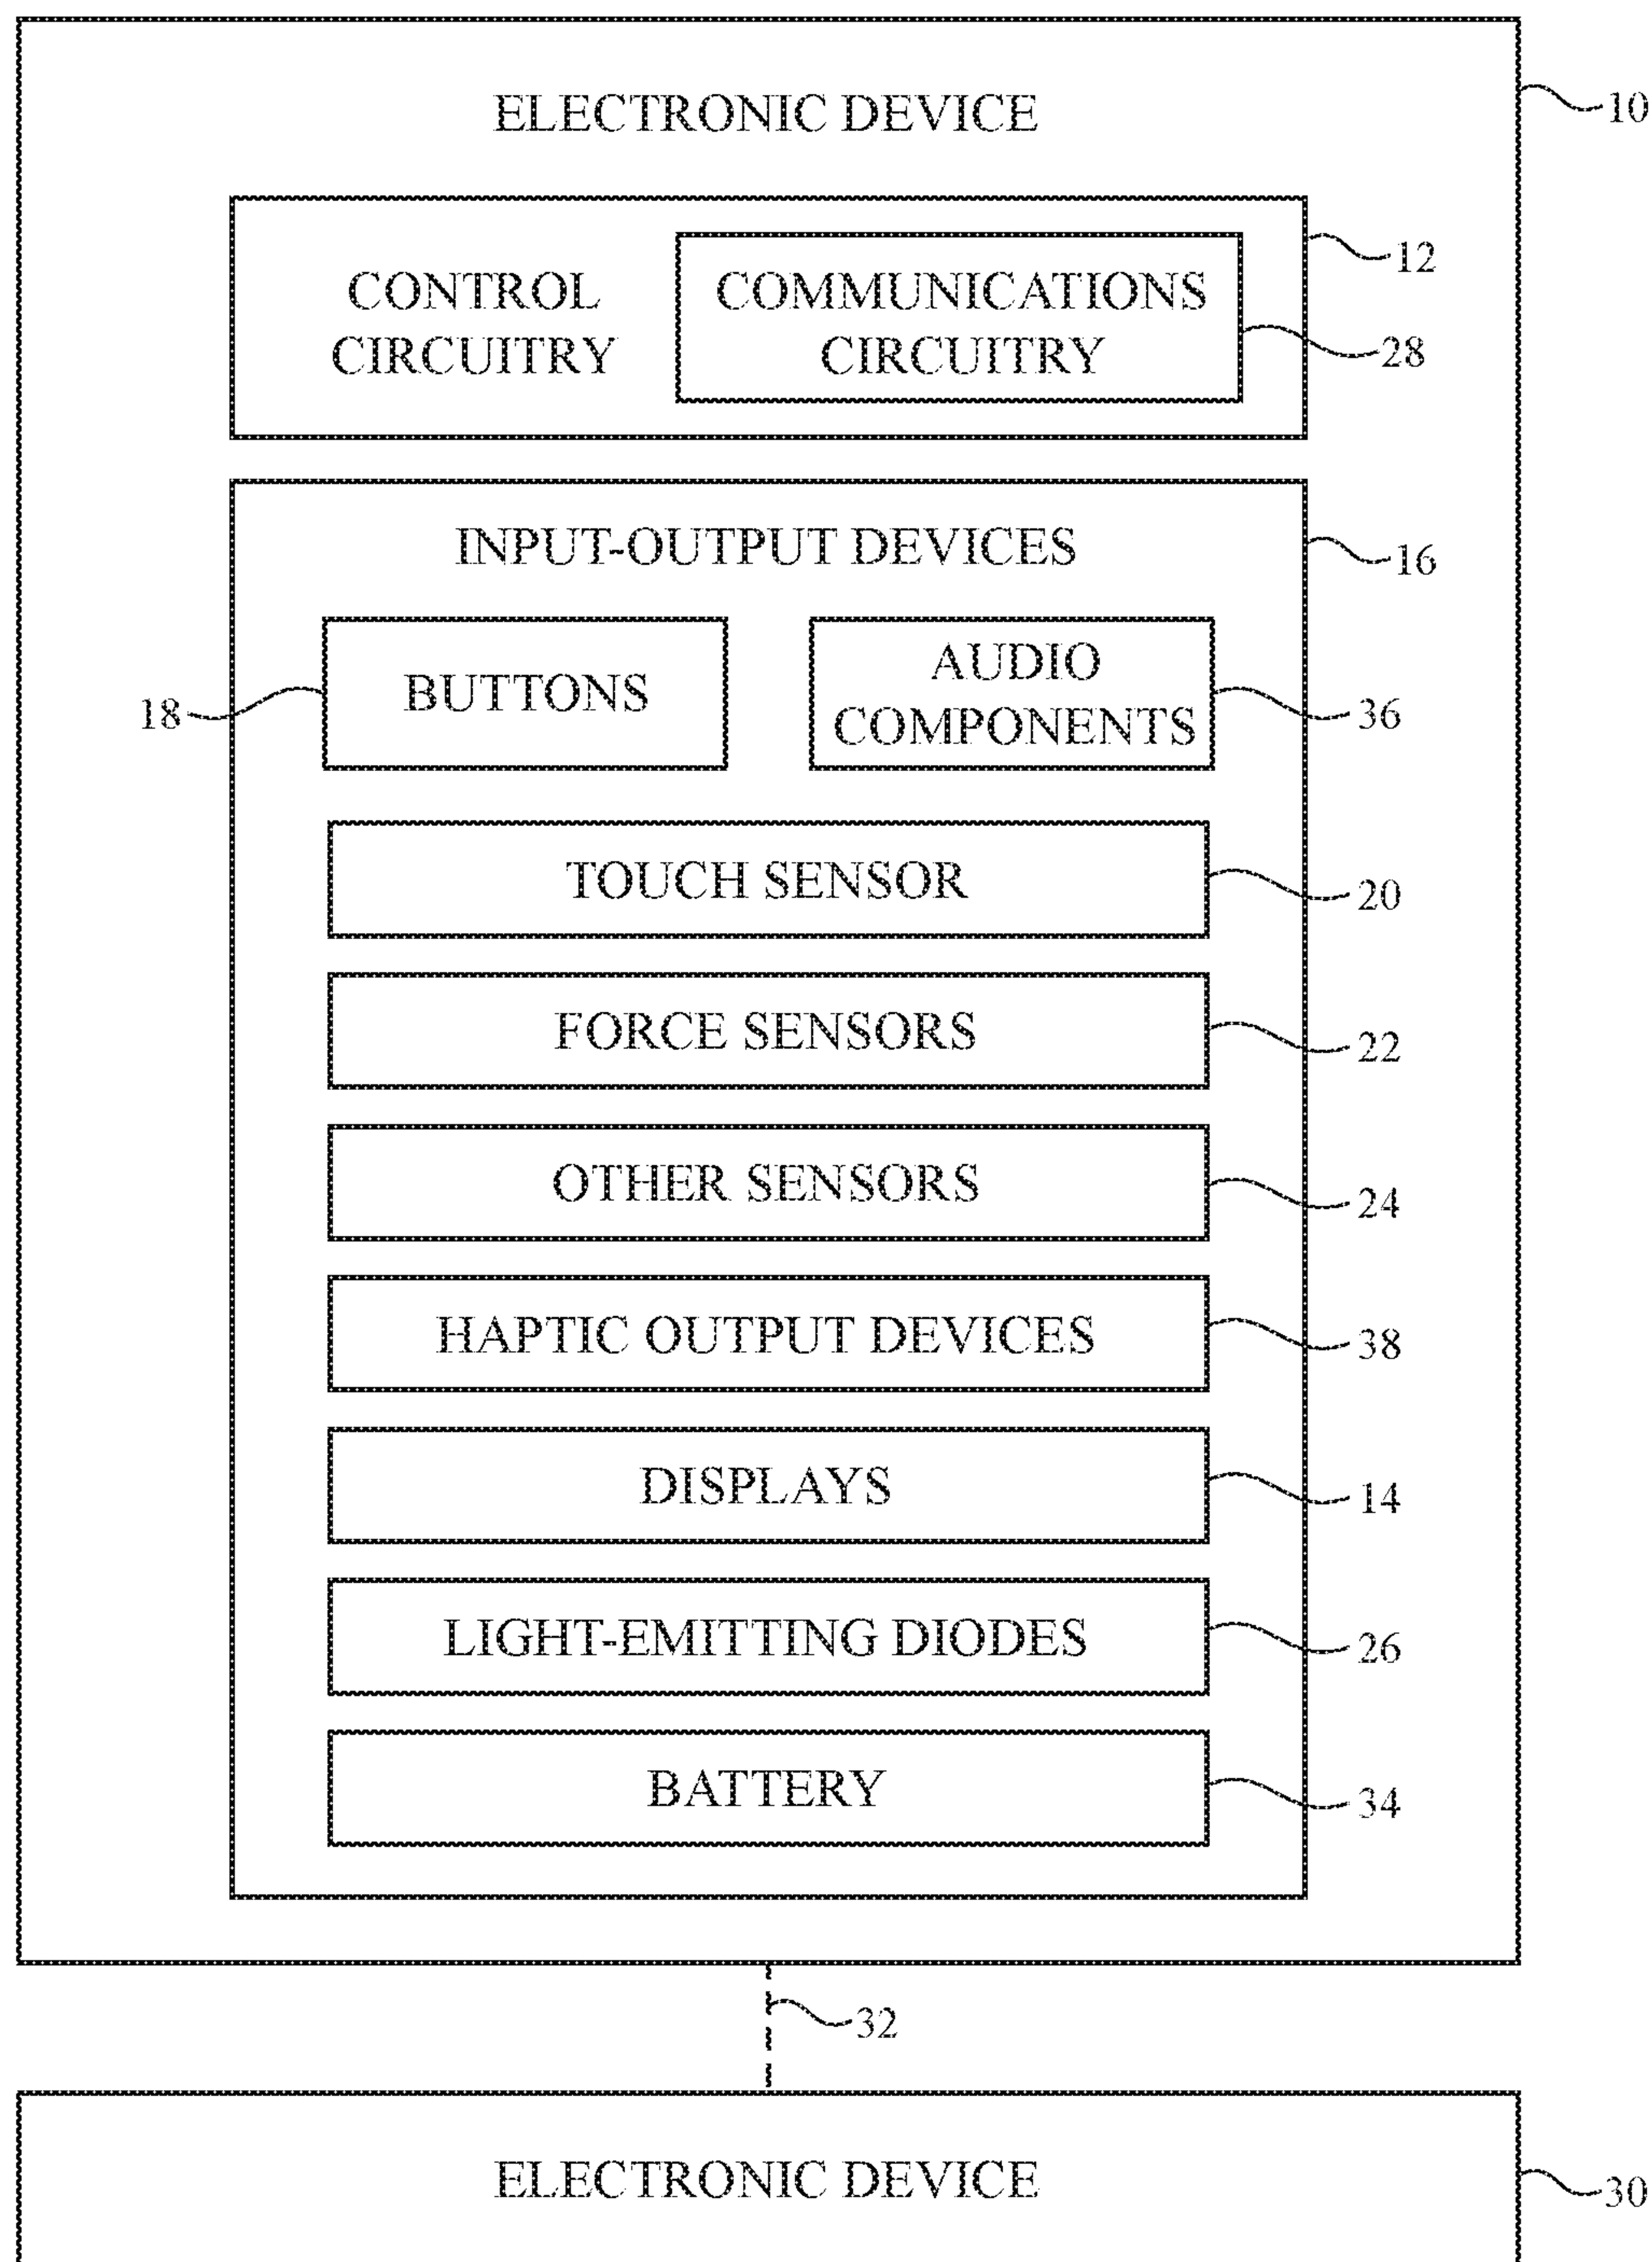 ELECTRONIC DEVICE
10
CONTROL
CIRCUITRY
COMMUNICATIONS
CIRCUITRY
12
28
INPUT-OUTPUT DEVICES
16
18
BUTTONS
AUDIO
COMPONENTS
36
TOUCH SENSOR
20
FORCE SENSORS
22
OTHER SENSORS
24
HAPTIC OUTPUT DEVICES
38
DISPLAYS
14
LIGHT-EMITTING DIODES
26
BATTERY
34
32
ELECTRONIC DEVICE
30